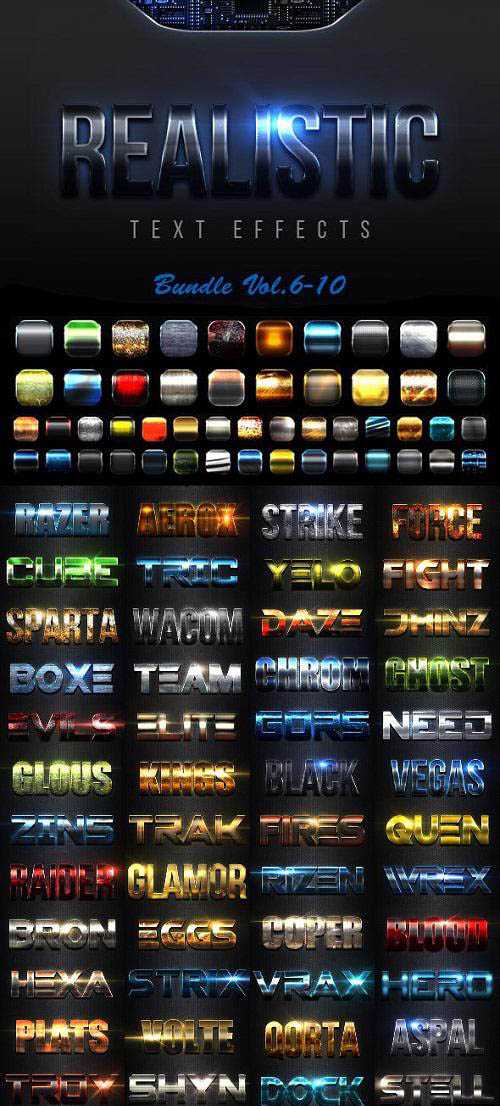 REALISTIC
TEXT EFFECTS
Bundle Vol.6-10
RAZER AEROX STRIKE FORCE
CUBE TRIC YELO FIGHT
SPARTA WACOM DAZE JHINZ
BOXE TEAM CHROM GHOST
EVILS ELITE GORS NEED
GLOUS KINGS BLACK VEGAS
ZINS TRAK FIRES QUEN
RAIDER GLAMOR RIZEN WREX
BRON EGGS COPER BLOOD
HEXA STRIX VRAX HERO
PLATS VOLTE QORTA ASPAL
TROX SHYN DOCK STELL